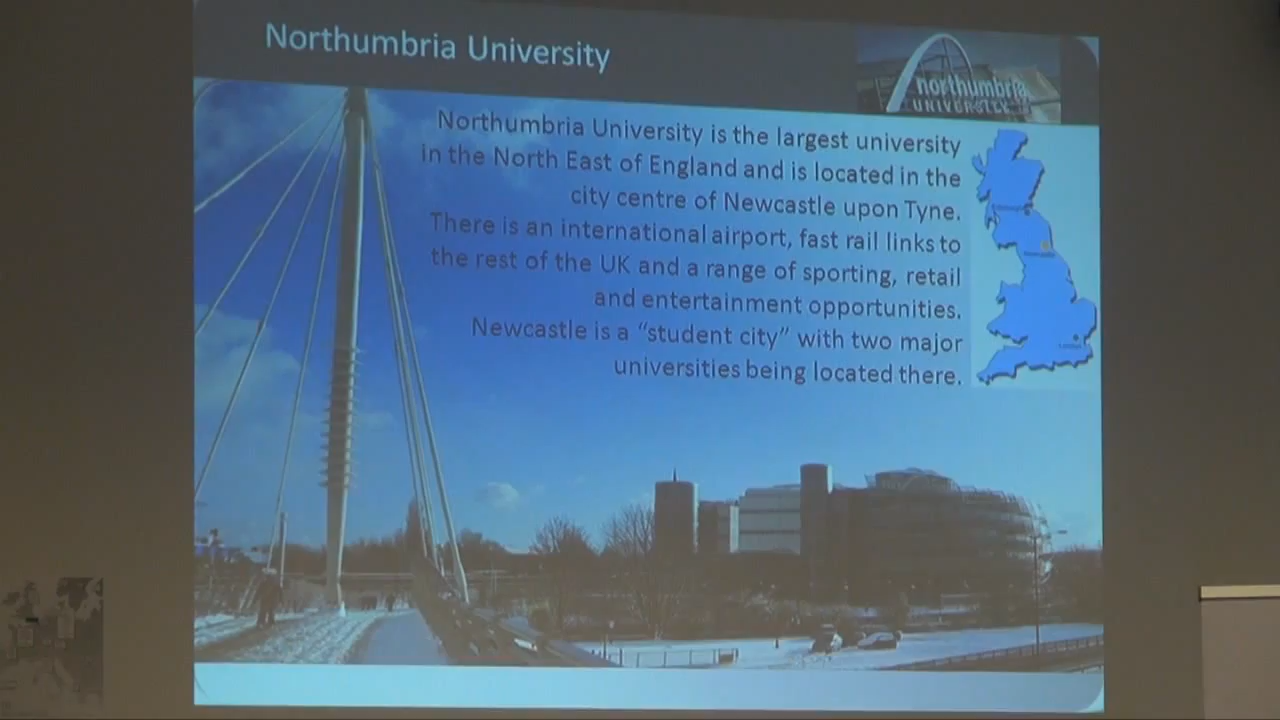 Northumbria University
northumbria
UNIVERSITY
Northumbria University is the largest university
in the North East of England and is located in the
city centre of Newcastle upon Tyne.
There is an international airport, fast rail links to
the rest of the UK and a range of sporting, retail
and entertainment opportunities.
Newcastle is a “student city” with two major
universities being located there.